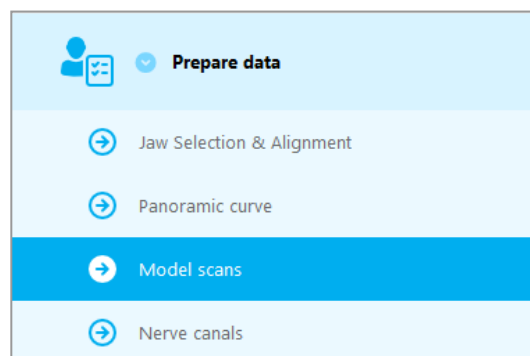 Prepare data
Jaw Selection & Alignment
Panoramic curve
Model scans
Nerve canals